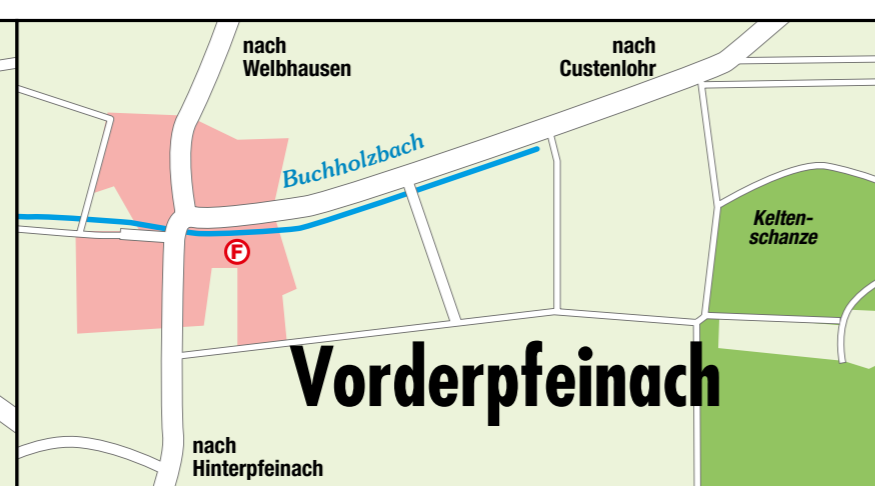 nach
Welbhausen
nach
Custenlohr
Buchholzbach
Kelten-
schanze
F
Vorderpfeinach
nach
Hinterpfeinach